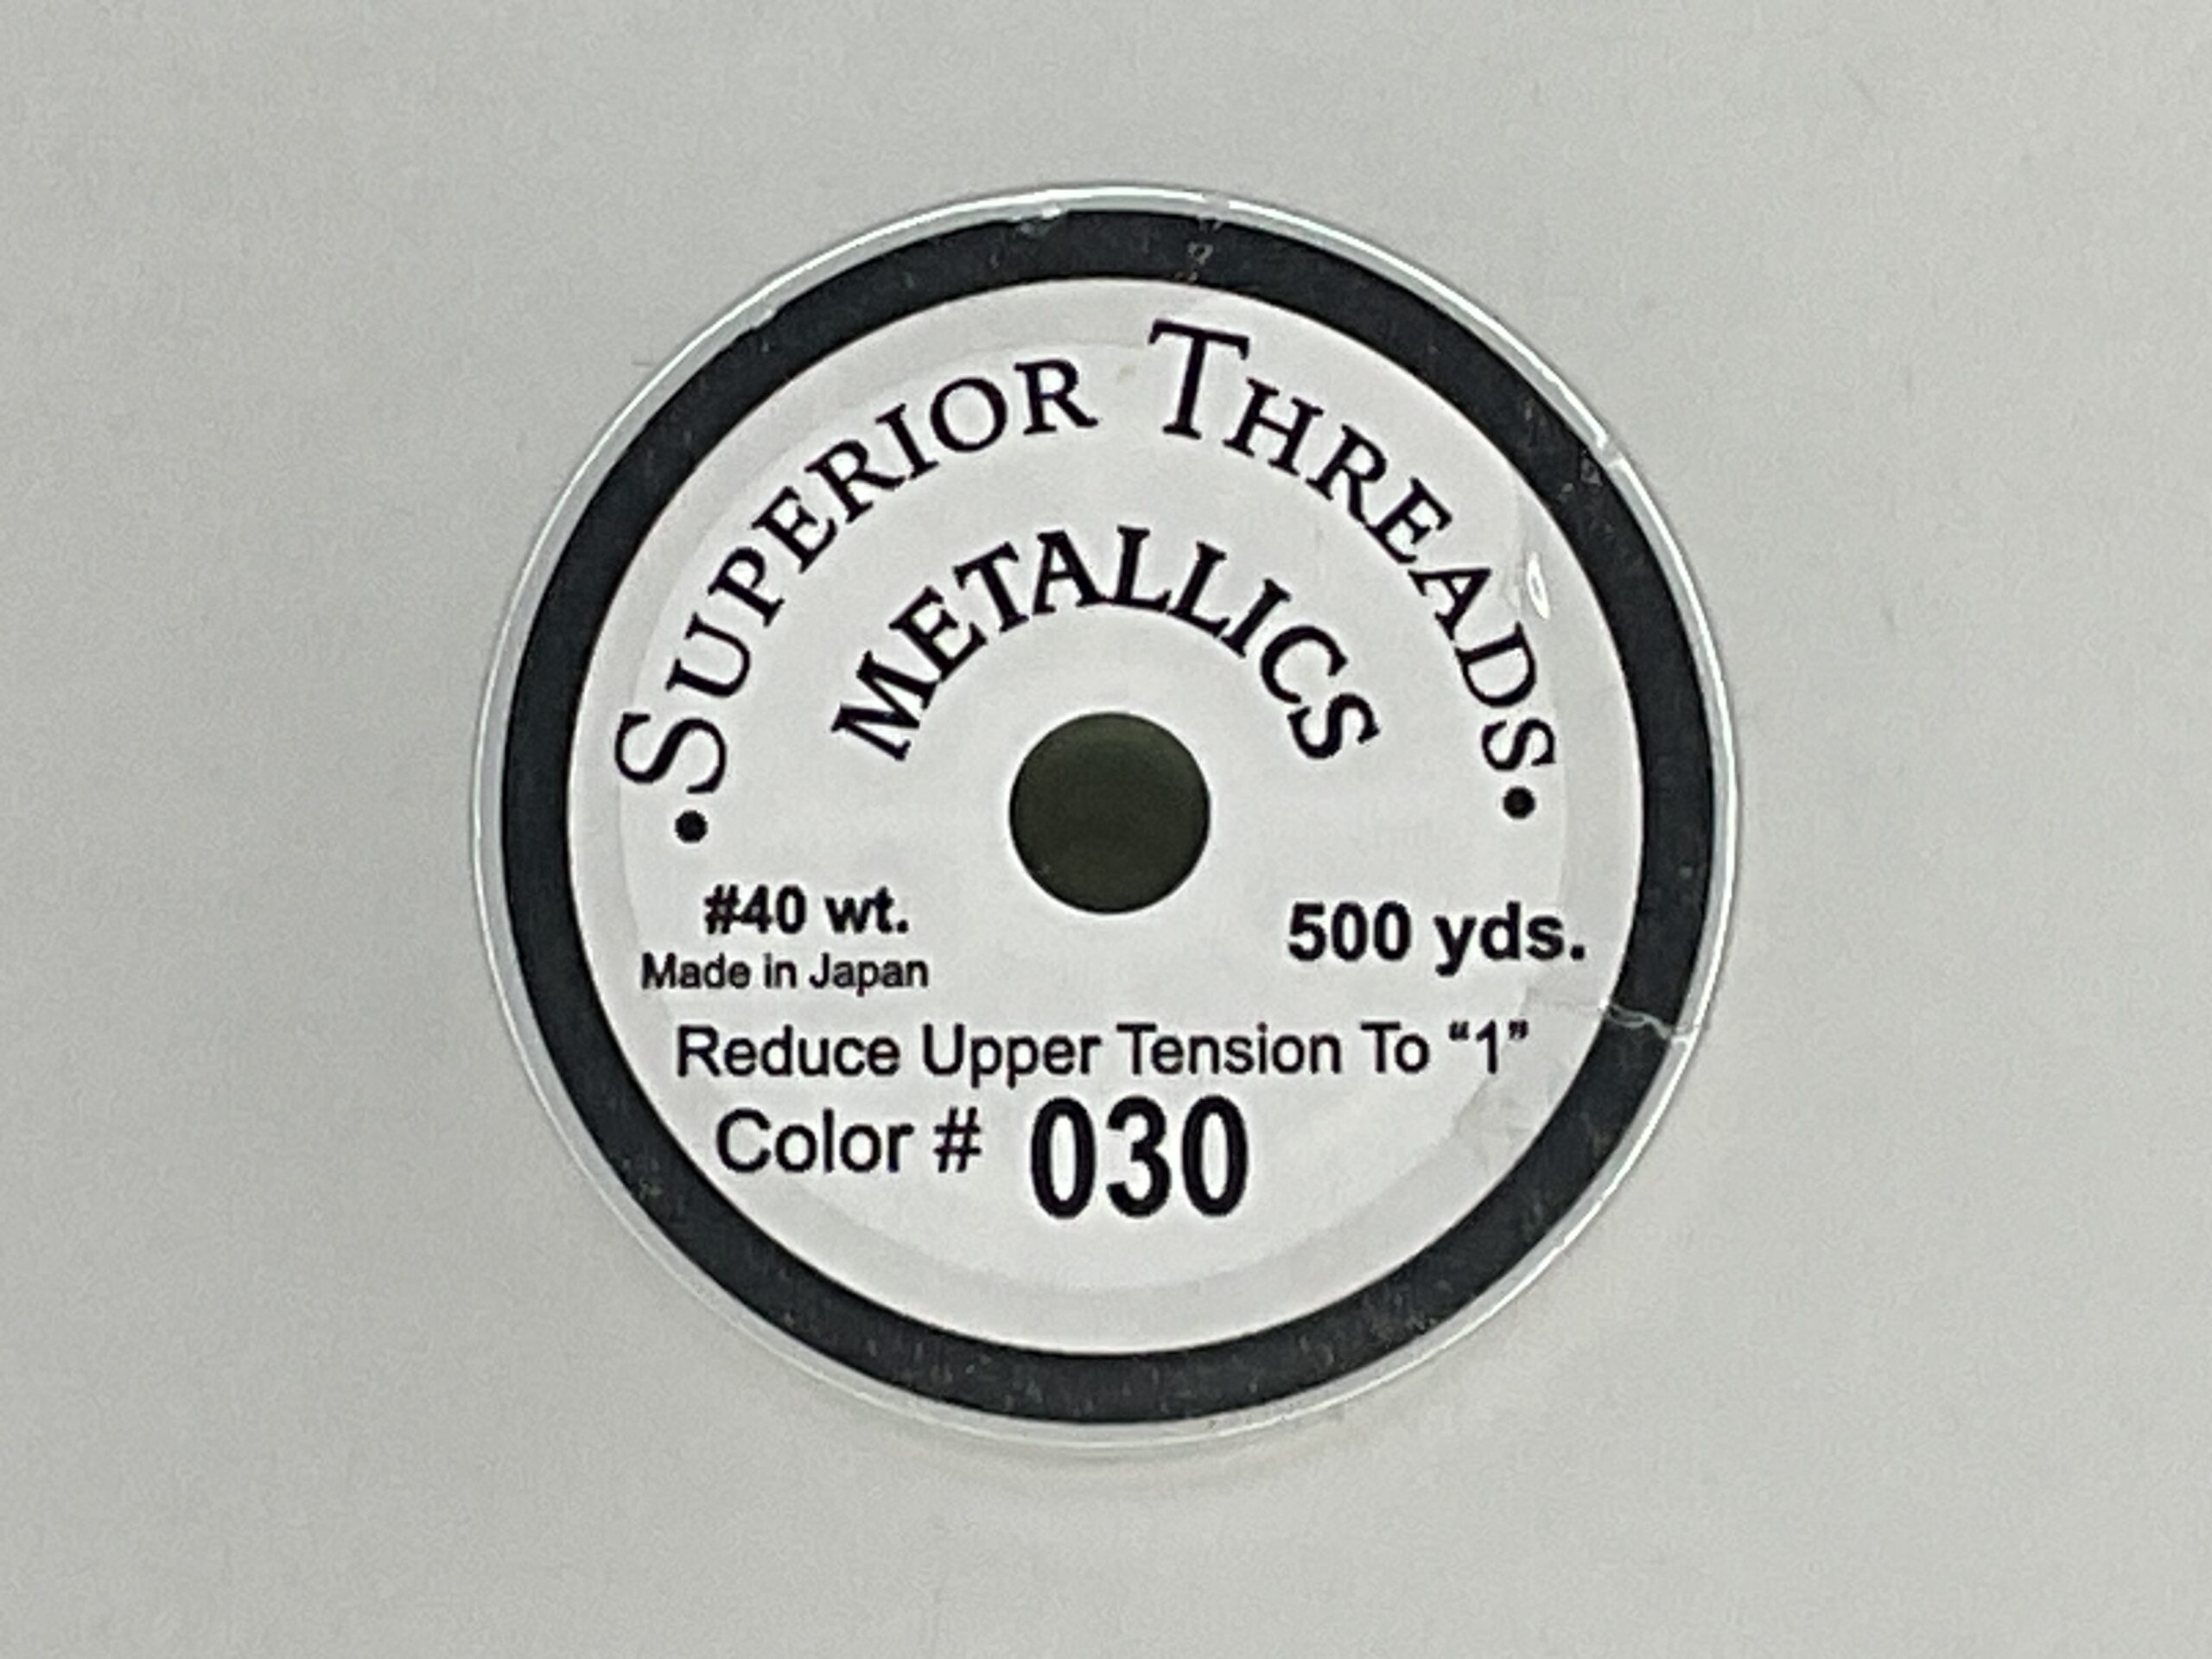 •SUPERIOR THREADS•
METALLICS
#40 wt.
500 yds.
Made in Japan
Reduce Upper Tension To “1”
Color # 030